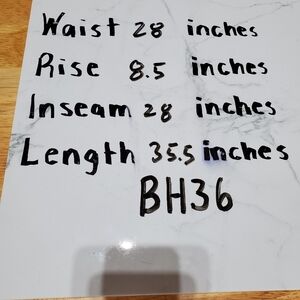 Waist 28 inches
Rise 8.5 inches
Inseam 28 inches
Length 35.5 inches
BH36